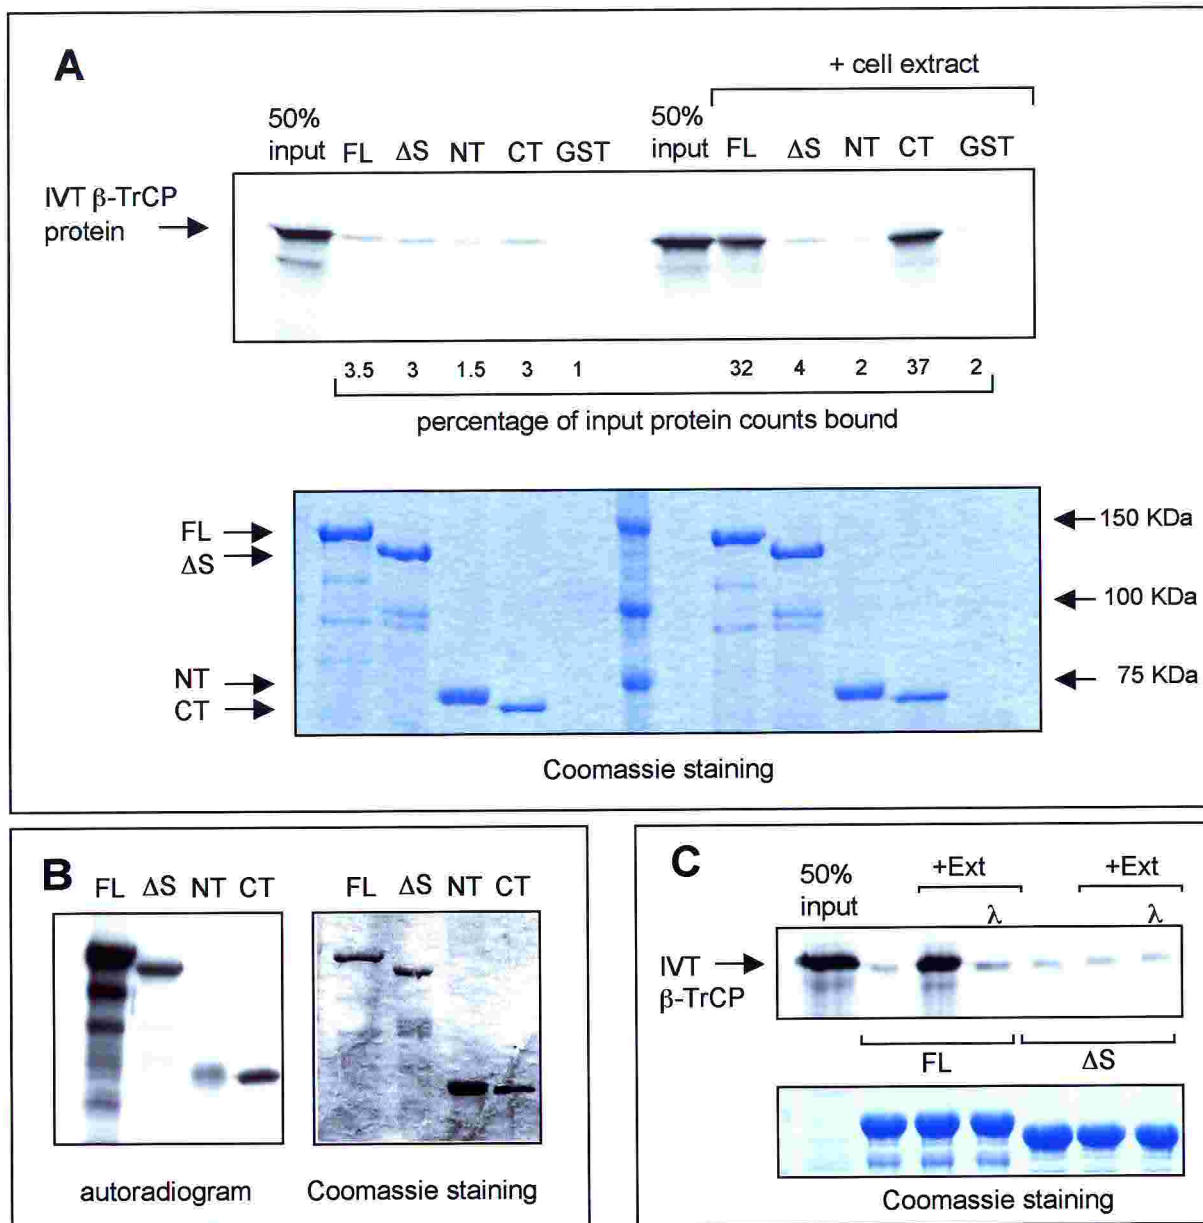 A
+ cell extract
50% input FL ΔS NT CT GST 50% input FL ΔS NT CT GST
IVT β-TrCP protein
3.5 3 1.5 3 1 32 4 2 37 2
percentage of input protein counts bound
FL
ΔS
NT
CT
150 KDa
100 KDa
75 KDa
Coomassie staining
B
FL ΔS NT CT FL ΔS NT CT
autoradiogram Coomassie staining
C
50% input +Ext +Ext
λ λ
IVT β-TrCP
FL ΔS
Coomassie staining